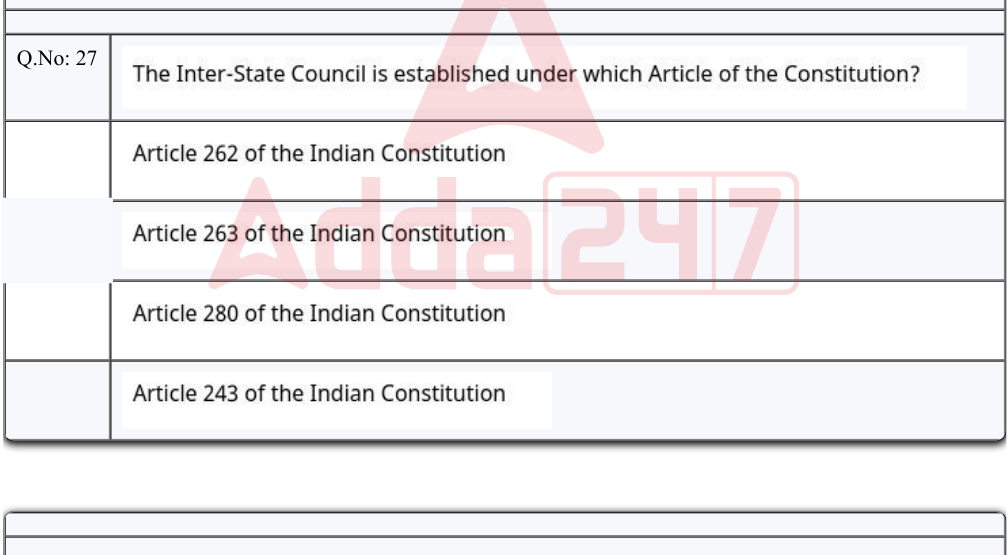 Q.No: 27
The Inter-State Council is established under which Article of the Constitution?
Article 262 of the Indian Constitution
Article 263 of the Indian Constitution
Adda 247
Article 280 of the Indian Constitution
Article 243 of the Indian Constitution